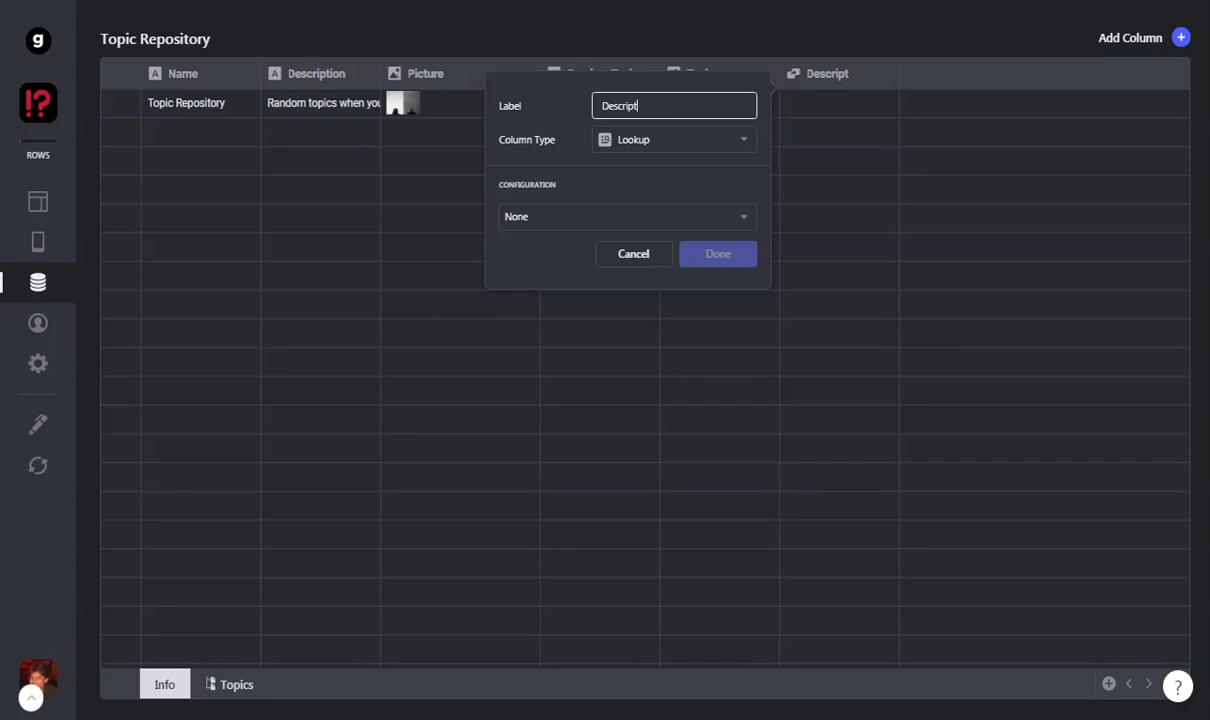 g
Topic Repository
Add Column +
!?
ROWS
A Name
A Description
Picture
Descript
Topic Repository
Random topics when you
Label
Descript
Column Type
Lookup
CONFIGURATION
None
Cancel
Done
Info
Topics
?